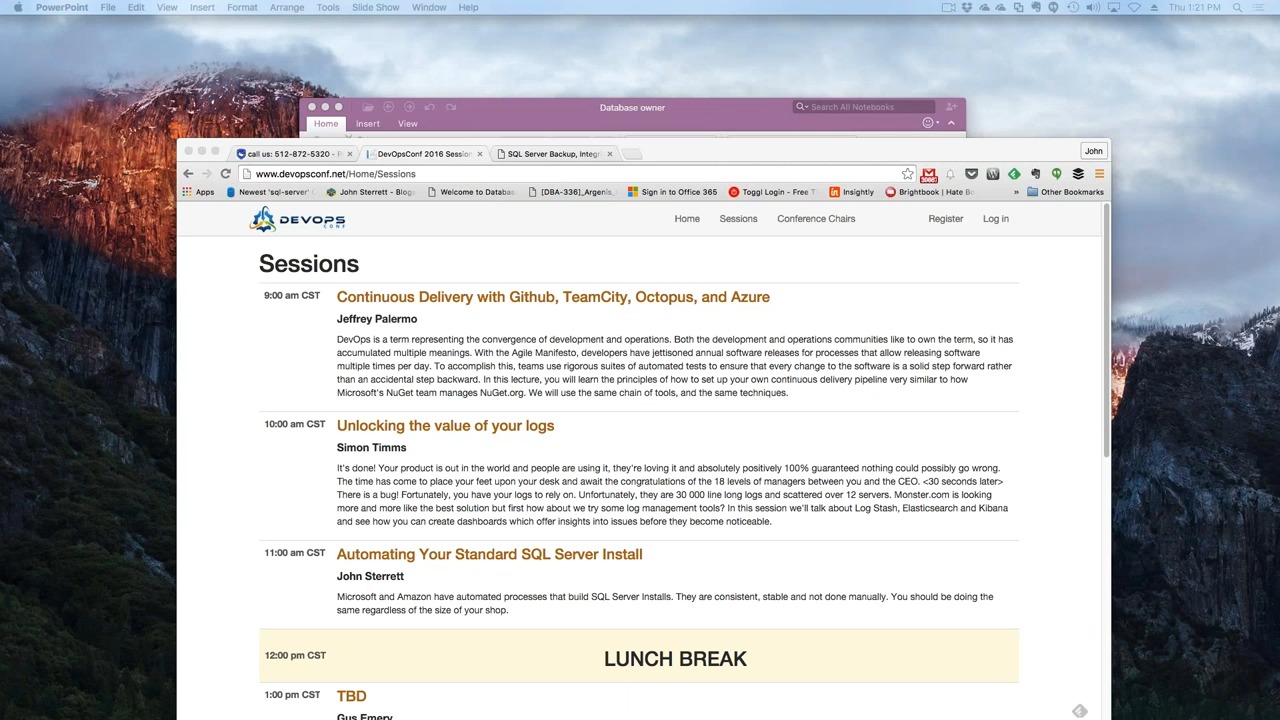 PowerPoint File Edit View Insert Format Arrange Tools Slide Show Window Help Thu 1:21 PM
Database owner
Search All Notebooks
Home Insert View
call us: 512-872-5320 - DevOpsConf 2016 Session SQL Server Backup, Integr John
www.devopsconf.net/Home/Sessions
Apps Newest 'sql-server' John Sterrett - Blog Welcome to Databas [DBA-336]_Argenis_ Sign in to Office 365 Toggl Login - Free T Insightly Brightbook | Hate Bo » Other Bookmarks
DEVOPS
CONF
Home Sessions Conference Chairs Register Log in
Sessions
9:00 am CST Continuous Delivery with Github, TeamCity, Octopus, and Azure
Jeffrey Palermo
DevOps is a term representing the convergence of development and operations. Both the development and operations communities like to own the term, so it has
accumulated multiple meanings. With the Agile Manifesto, developers have jettisoned annual software releases for processes that allow releasing software
multiple times per day. To accomplish this, teams use rigorous suites of automated tests to ensure that every change to the software is a solid step forward rather
than an accidental step backward. In this lecture, you will learn the principles of how to set up your own continuous delivery pipeline very similar to how
Microsoft's NuGet team manages NuGet.org. We will use the same chain of tools, and the same techniques.
10:00 am CST Unlocking the value of your logs
Simon Timms
It's done! Your product is out in the world and people are using it, they're loving it and absolutely positively 100% guaranteed nothing could possibly go wrong.
The time has come to place your feet upon your desk and await the congratulations of the 18 levels of managers between you and the CEO. <30 seconds later>
There is a bug! Fortunately, you have your logs to rely on. Unfortunately, they are 30 000 line long logs and scattered over 12 servers. Monster.com is looking
more and more like the best solution but first how about we try some log management tools? In this session we'll talk about Log Stash, Elasticsearch and Kibana
and see how you can create dashboards which offer insights into issues before they become noticeable.
11:00 am CST Automating Your Standard SQL Server Install
John Sterrett
Microsoft and Amazon have automated processes that build SQL Server Installs. They are consistent, stable and not done manually. You should be doing the
same regardless of the size of your shop.
12:00 pm CST LUNCH BREAK
1:00 pm CST TBD
Gus Emery